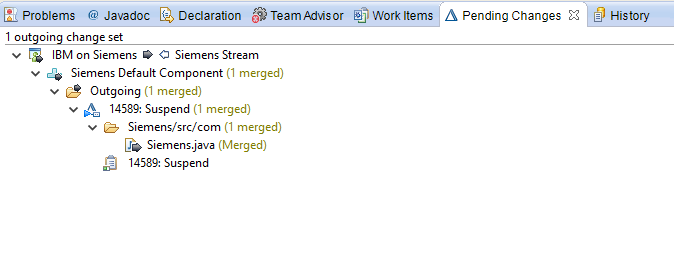 Problems @ Javadoc Declaration Team Advisor Work Items Pending Changes History
1 outgoing change set
IBM on Siemens Siemens Stream
Siemens Default Component (1 merged)
Outgoing (1 merged)
14589: Suspend (1 merged)
Siemens/src/com (1 merged)
Siemens.java (Merged)
14589: Suspend